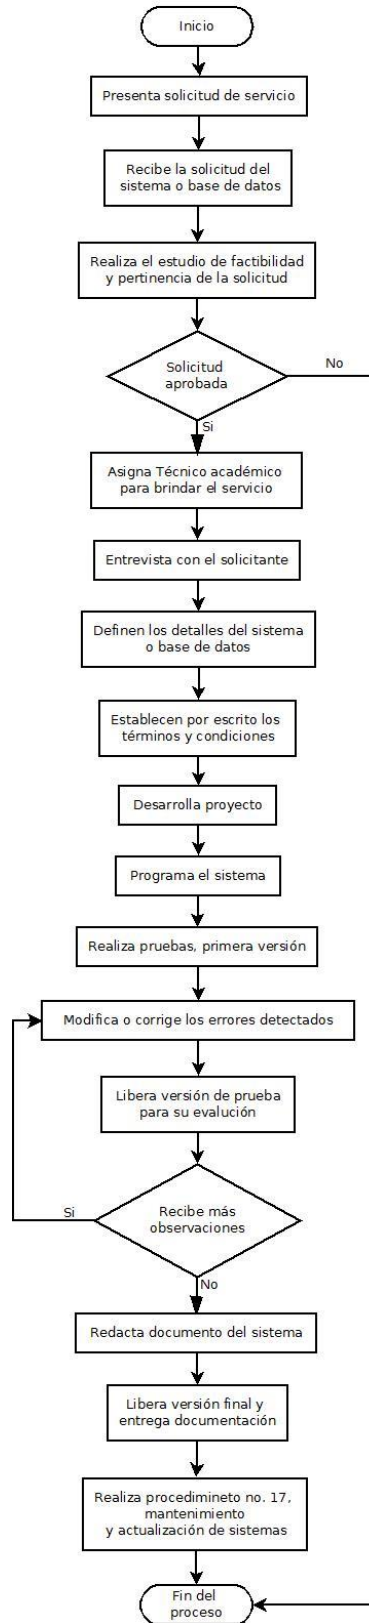 Inicio
Presenta solicitud de servicio
Recibe la solicitud del
sistema o base de datos
Realiza el estudio de factibilidad
y pertinencia de la solicitud
Solicitud
aprobada
No
Si
Asigna Técnico académico
para brindar el servicio
Entrevista con el solicitante
Definen los detalles del sistema
o base de datos
Establecen por escrito los
términos y condiciones
Desarrolla proyecto
Programa el sistema
Realiza pruebas, primera versión
Modifica o corrige los errores detectados
Libera versión de prueba
para su evalución
Recibe más
observaciones
Si
No
Redacta documento del sistema
Libera versión final y
entrega documentación
Realiza procedimineto no. 17,
mantenimiento
y actualización de sistemas
Fin del
proceso